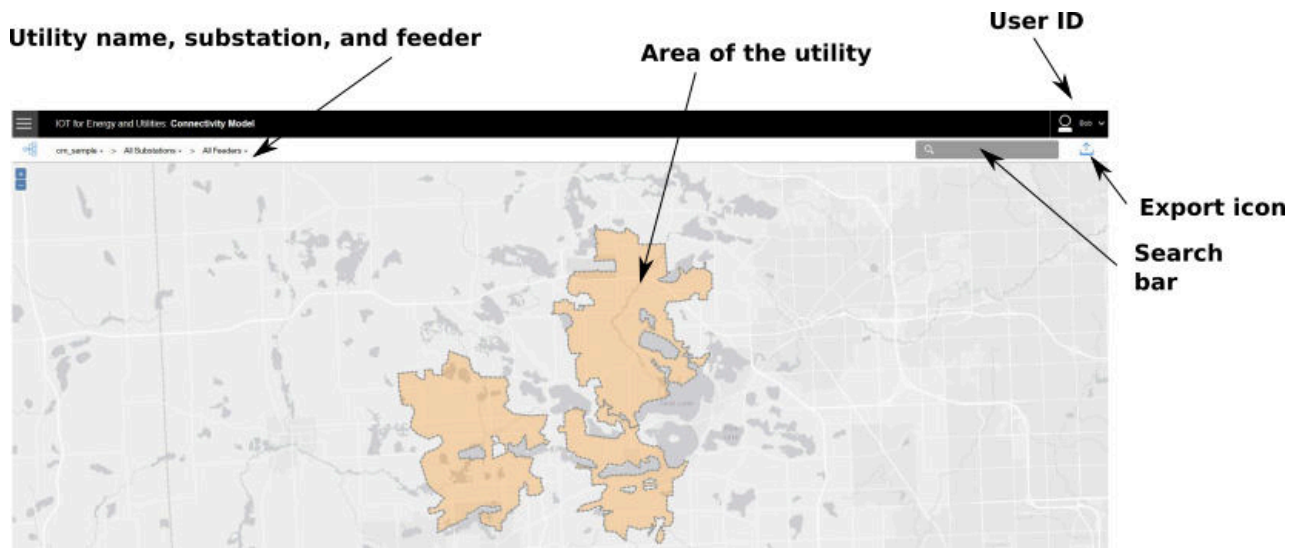 User ID
Utility name, substation, and feeder
Area of the utility
IOT for Energy and Utilities: Connectivity Model
Bob
cm_sample > All Substations > All Feeders
+
-
Export icon
Search
bar